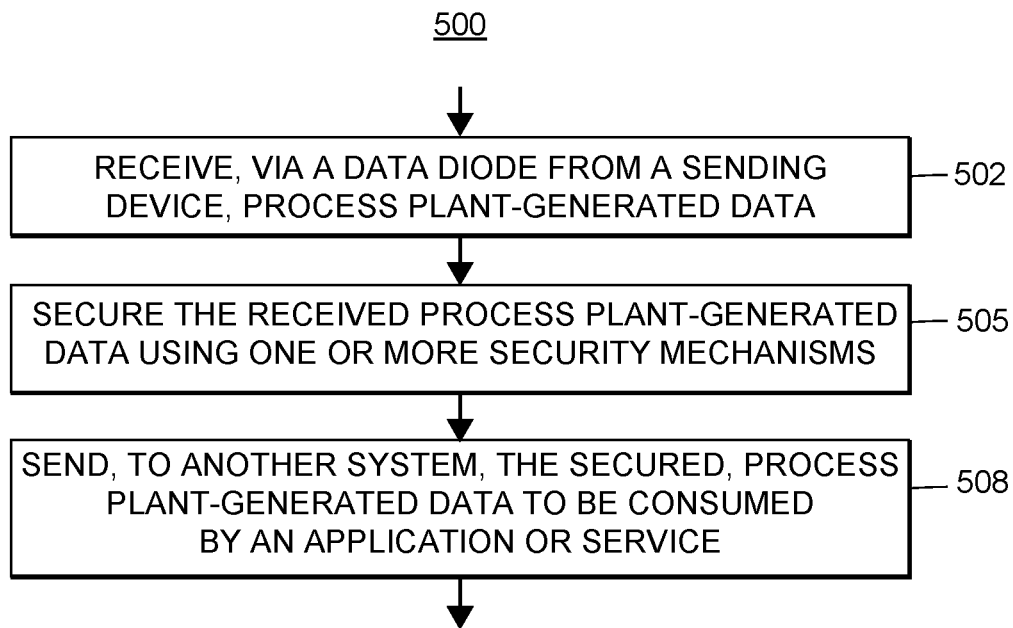 500
RECEIVE, VIA A DATA DIODE FROM A SENDING
DEVICE, PROCESS PLANT-GENERATED DATA
502
SECURE THE RECEIVED PROCESS PLANT-GENERATED
DATA USING ONE OR MORE SECURITY MECHANISMS
505
SEND, TO ANOTHER SYSTEM, THE SECURED, PROCESS
PLANT-GENERATED DATA TO BE CONSUMED
BY AN APPLICATION OR SERVICE
508